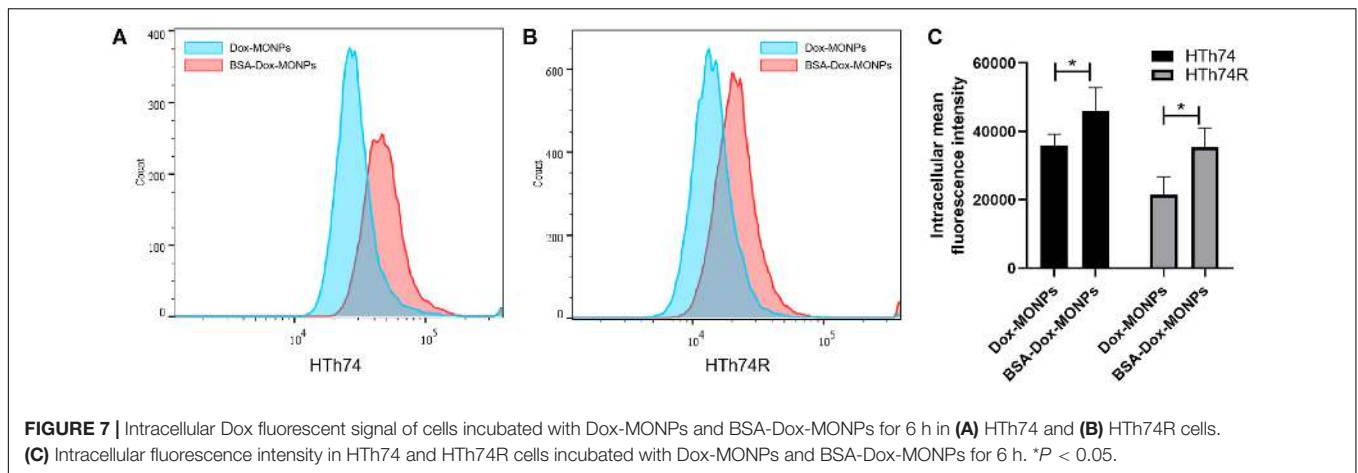 A
400
300
200
100
0
Count
Dox-MONPs
BSA-Dox-MONPs
10^4
10^5
HTh74
B
600
400
200
0
Count
Dox-MONPs
BSA-Dox-MONPs
10^4
10^5
HTh74R
C
HTh74
HTh74R
Intracellular mean
fluorescence intensity
60000
40000
20000
0
*
*
Dox-MONPs
BSA-Dox-MONPs
Dox-MONPs
BSA-Dox-MONPs
FIGURE 7 | Intracellular Dox fluorescent signal of cells incubated with Dox-MONPs and BSA-Dox-MONPs for 6 h in (A) HTh74 and (B) HTh74R cells.
(C) Intracellular fluorescence intensity in HTh74 and HTh74R cells incubated with Dox-MONPs and BSA-Dox-MONPs for 6 h. *P < 0.05.